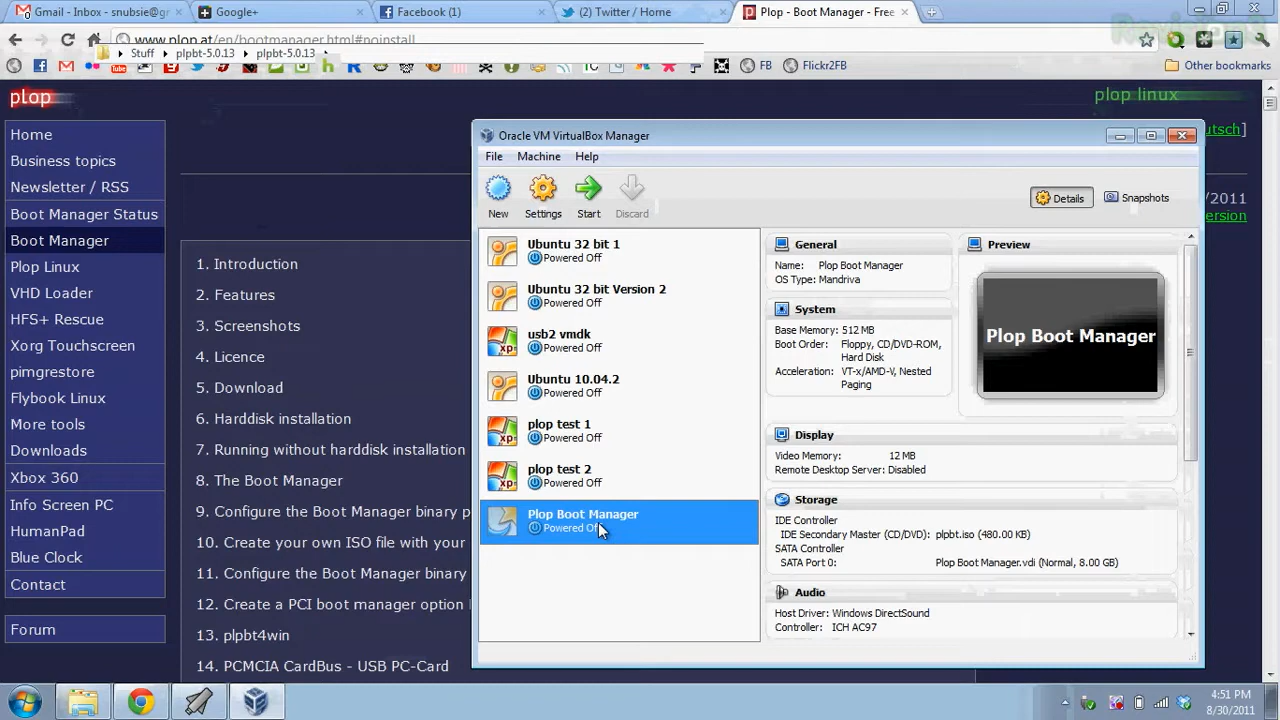 Gmail - Inbox - snubsie@gr
Google+
Facebook (1)
(2) Twitter / Home
Plop - Boot Manager - Free
www.plop.at/en/bootmanager.html#noinstall
Stuff plpbt-5.0.13 plpbt-5.0.13
FB
Flickr2FB
Other bookmarks
plop
plop linux
Home
Business topics
Newsletter / RSS
Boot Manager Status
Boot Manager
Plop Linux
VHD Loader
HFS+ Rescue
Xorg Touchscreen
pimgrestore
Flybook Linux
More tools
Downloads
Xbox 360
Info Screen PC
HumanPad
Blue Clock
Contact
Forum
1. Introduction
2. Features
3. Screenshots
4. Licence
5. Download
6. Harddisk installation
7. Running without harddisk installation
8. The Boot Manager
9. Configure the Boot Manager binary p
10. Create your own ISO file with your
11. Configure the Boot Manager binary
12. Create a PCI boot manager option
13. plpbt4win
14. PCMCIA CardBus - USB PC-Card
utsch]
/2011
ersion
Oracle VM VirtualBox Manager
File Machine Help
New Settings Start Discard
Details Snapshots
Ubuntu 32 bit 1
Powered Off
Ubuntu 32 bit Version 2
Powered Off
usb2 vmdk
Powered Off
Ubuntu 10.04.2
Powered Off
plop test 1
Powered Off
plop test 2
Powered Off
Plop Boot Manager
Powered Off
General
Name: Plop Boot Manager
OS Type: Mandriva
System
Base Memory: 512 MB
Boot Order: Floppy, CD/DVD-ROM,
Hard Disk
Acceleration: VT-x/AMD-V, Nested
Paging
Preview
Plop Boot Manager
Display
Video Memory: 12 MB
Remote Desktop Server: Disabled
Storage
IDE Controller
IDE Secondary Master (CD/DVD): plpbt.iso (480.00 KB)
SATA Controller
SATA Port 0: Plop Boot Manager.vdi (Normal, 8.00 GB)
Audio
Host Driver: Windows DirectSound
Controller: ICH AC97
4:51 PM
8/30/2011